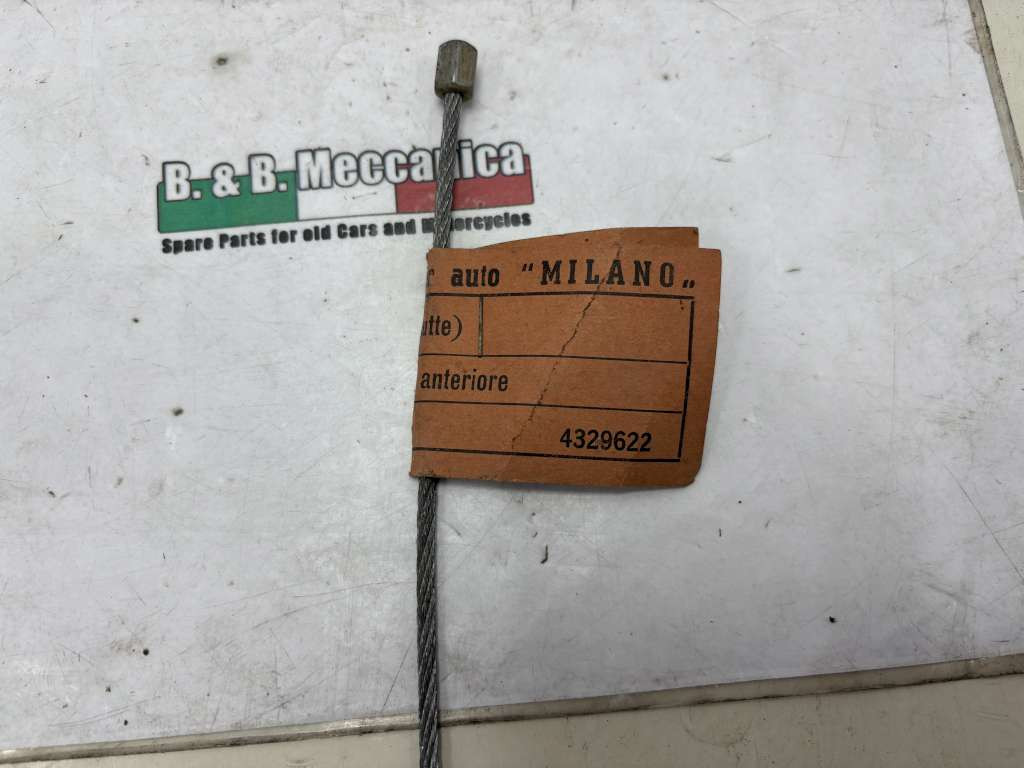 B. & B. Meccanica
Spare Parts for old Cars and Motorcycles
auto "MILANO„
utte)
anteriore
4329622